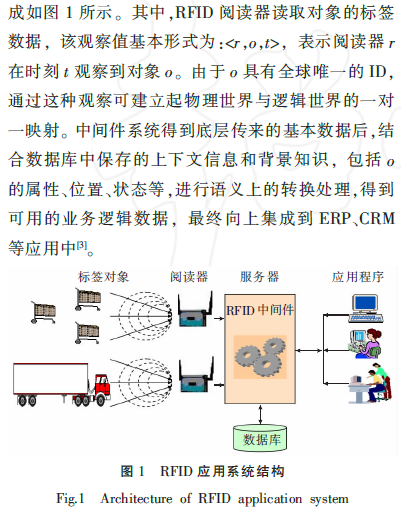 成如图 1 所示。其中,RFID 阅读器读取对象的标签
数据，该观察值基本形式为:<r,o,t>，表示阅读器 r
在时刻 t 观察到对象 o。由于 o 具有全球唯一的 ID,
通过这种观察可建立起物理世界与逻辑世界的一对
一映射。中间件系统得到底层传来的基本数据后,结
合数据库中保存的上下文信息和背景知识，包括 o
的属性、位置、状态等,进行语义上的转换处理,得到
可用的业务逻辑数据，最终向上集成到 ERP、CRM
等应用中[3]。
标签对象 阅读器 服务器 应用程序
RFID 中间件
数据库
图 1 RFID 应用系统结构
Fig.1 Architecture of RFID application system